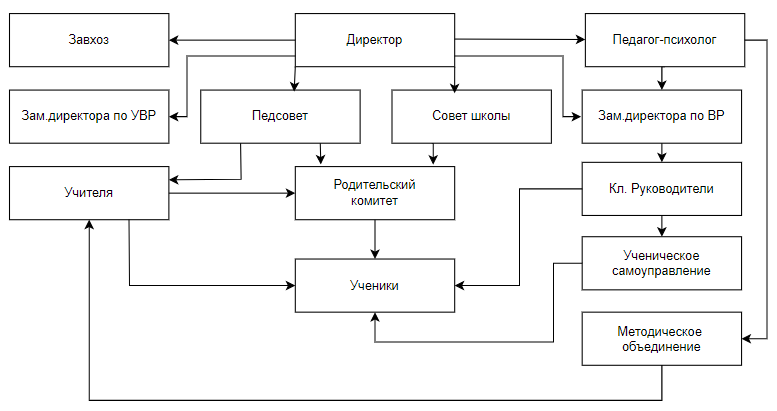 Завхоз
Директор
Педагог-психолог
Зам.директора по УВР
Педсовет
Совет школы
Зам.директора по ВР
Учителя
Родительский
комитет
Кл. Руководители
Ученики
Ученическое
самоуправление
Методическое
объединение